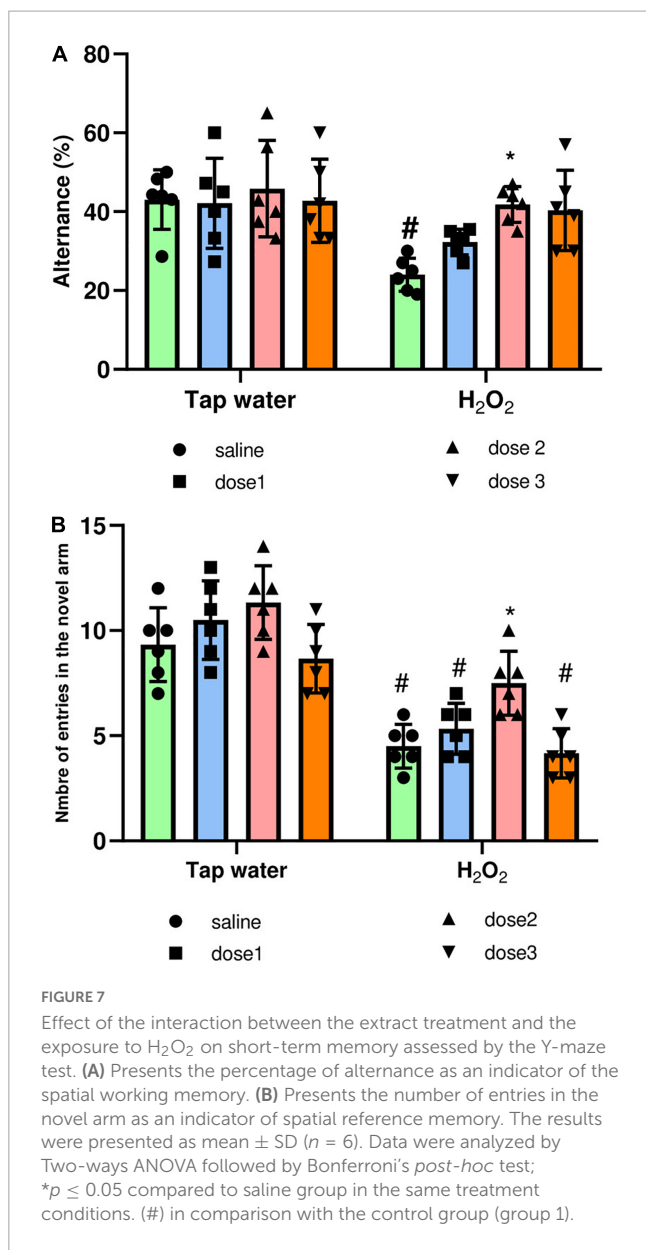 A
80
60
40
20
0
Alternance (%)
#
*
Tap water
H₂O₂
saline
dose1
dose 2
dose 3
B
15
10
5
0
Nmbre of entries in the novel arm
#
#
*
#
Tap water
H₂O₂
saline
dose1
dose2
dose3
FIGURE 7
Effect of the interaction between the extract treatment and the
exposure to H₂O₂ on short-term memory assessed by the Y-maze
test. (A) Presents the percentage of alternance as an indicator of the
spatial working memory. (B) Presents the number of entries in the
novel arm as an indicator of spatial reference memory. The results
were presented as mean ± SD (n = 6). Data were analyzed by
Two-ways ANOVA followed by Bonferroni's post-hoc test;
*p ≤ 0.05 compared to saline group in the same treatment
conditions. (#) in comparison with the control group (group 1).